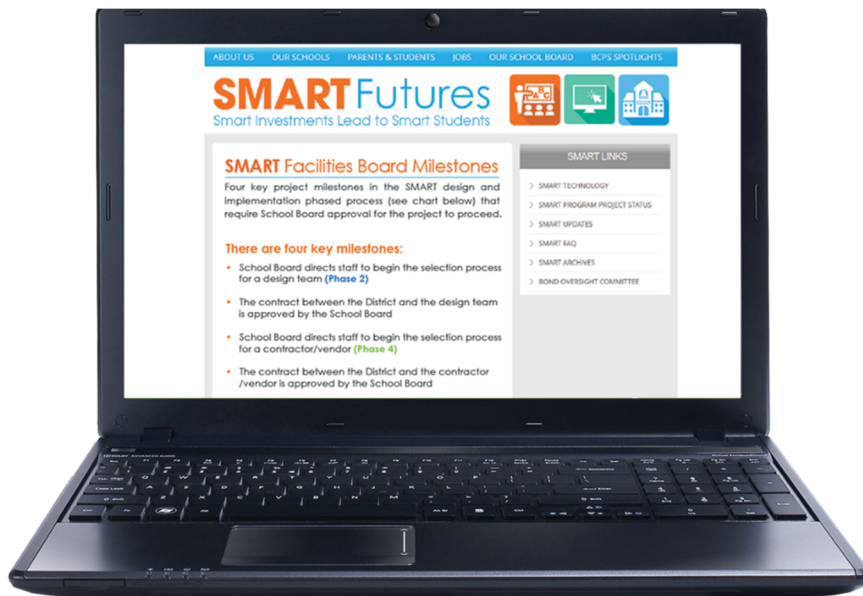 ABOUT US OUR SCHOOLS PARENTS & STUDENTS JOBS OUR SCHOOL BOARD BCPS SPOTLIGHTS
SMART Futures
Smart Investments Lead to Smart Students
ABC
SMART Facilities Board Milestones
Four key project milestones in the SMART design and
implementation phased process (see chart below) that
require School Board approval for the project to proceed.
There are four key milestones:
• School Board directs staff to begin the selection process
for a design team (Phase 2)
• The contract between the District and the design team
is approved by the School Board
• School Board directs staff to begin the selection process
for a contractor/vendor (Phase 4)
• The contract between the District and the contractor
/vendor is approved by the School Board
SMART LINKS
> SMART TECHNOLOGY
> SMART PROGRAM PROJECT STATUS
> SMART UPDATES
> SMART FAQ
> SMART ARCHIVES
> BOND OVERSIGHT COMMITTEE